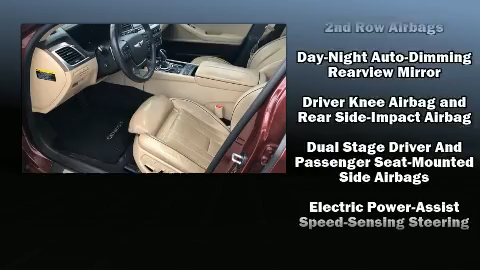 2nd Row Airbags
Day-Night Auto-Dimming
Rearview Mirror
Driver Knee Airbag and
Rear Side-Impact Airbag
Dual Stage Driver And
Passenger Seat-Mounted
Side Airbags
Electric Power-Assist
Speed-Sensing Steering